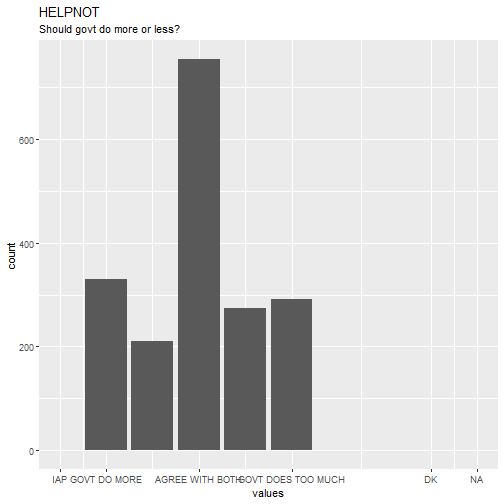 HELPNOT
Should govt do more or less?
600
400
200
0
count
IAP GOVT DO MORE AGREE WITH BOTH GOVT DOES TOO MUCH DK NA
values